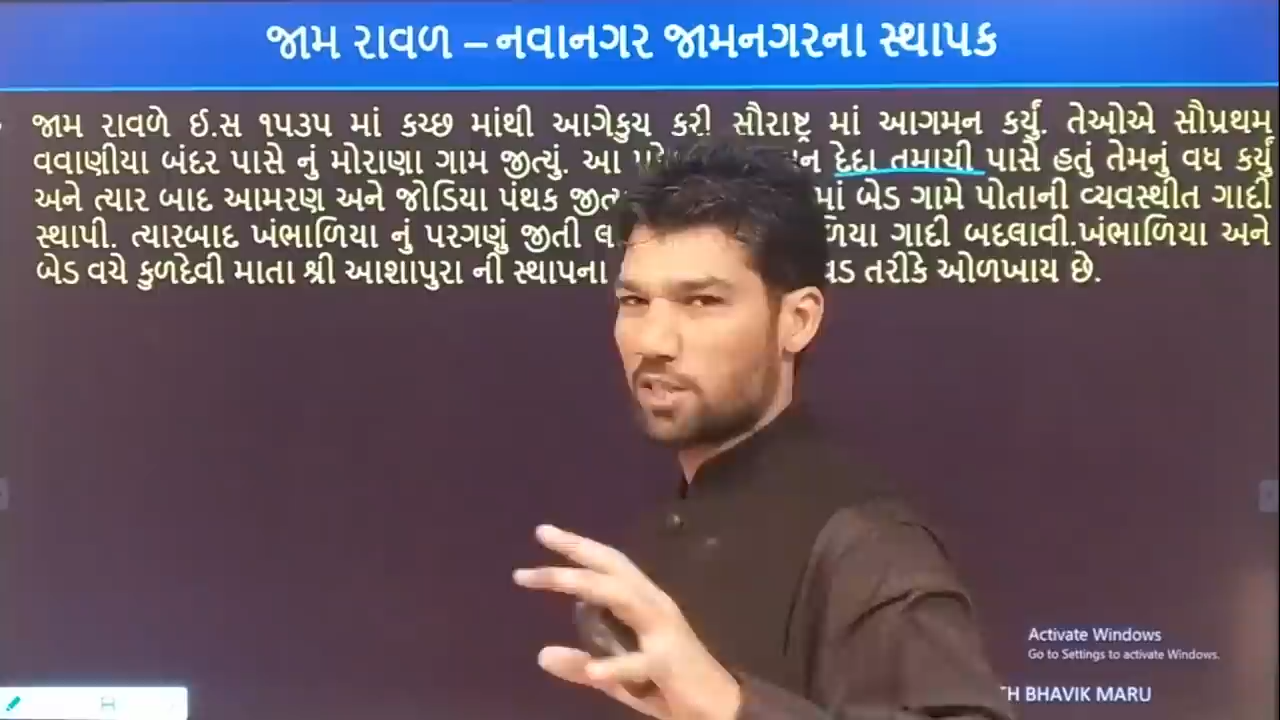 જામ રાવળ – નવાનગર જામનગરના સ્થાપક
જામ રાવળે ઈ.સ ૧૫૩૫ માં કચ્છ માંથી આગેકુચ કરી સૌરાષ્ટ્ર માં આગમન કર્યું. તેઓએ સૌપ્રથમ
વવાણીયા બંદર પાસે નું મોરાણા ગામ જીત્યું. આ દેદા તમાચી પાસે હતું તેમનું વધ કર્યું
અને ત્યાર બાદ આમરણ અને જોડિયા પંથક માં બેડ ગામે પોતાની વ્યવસ્થીત ગાદી
સ્થાપી. ત્યારબાદ ખંભાળિયા નું પરગણું જીતી ગાદી બદલાવી.ખંભાળિયા અને
બેડ વચે કુળદેવી માતા શ્રી આશાપુરા ની સ્થાપના તરીકે ઓળખાય છે.
Activate Windows
Go to Settings to activate Windows.
BHAVIK MARU